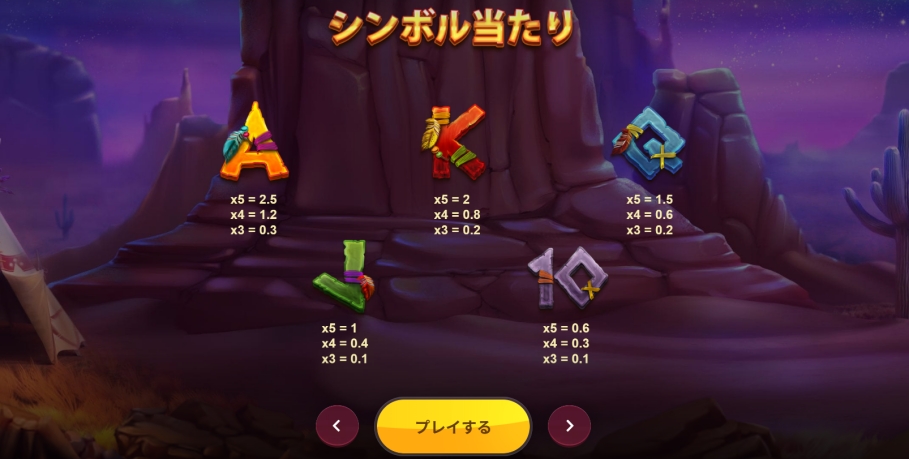 シンボル当たり
A
x5 = 2.5
x4 = 1.2
x3 = 0.3
K
x5 = 2
x4 = 0.8
x3 = 0.2
Q
x5 = 1.5
x4 = 0.6
x3 = 0.2
J
x5 = 1
x4 = 0.4
x3 = 0.1
10
x5 = 0.6
x4 = 0.3
x3 = 0.1
プレイする